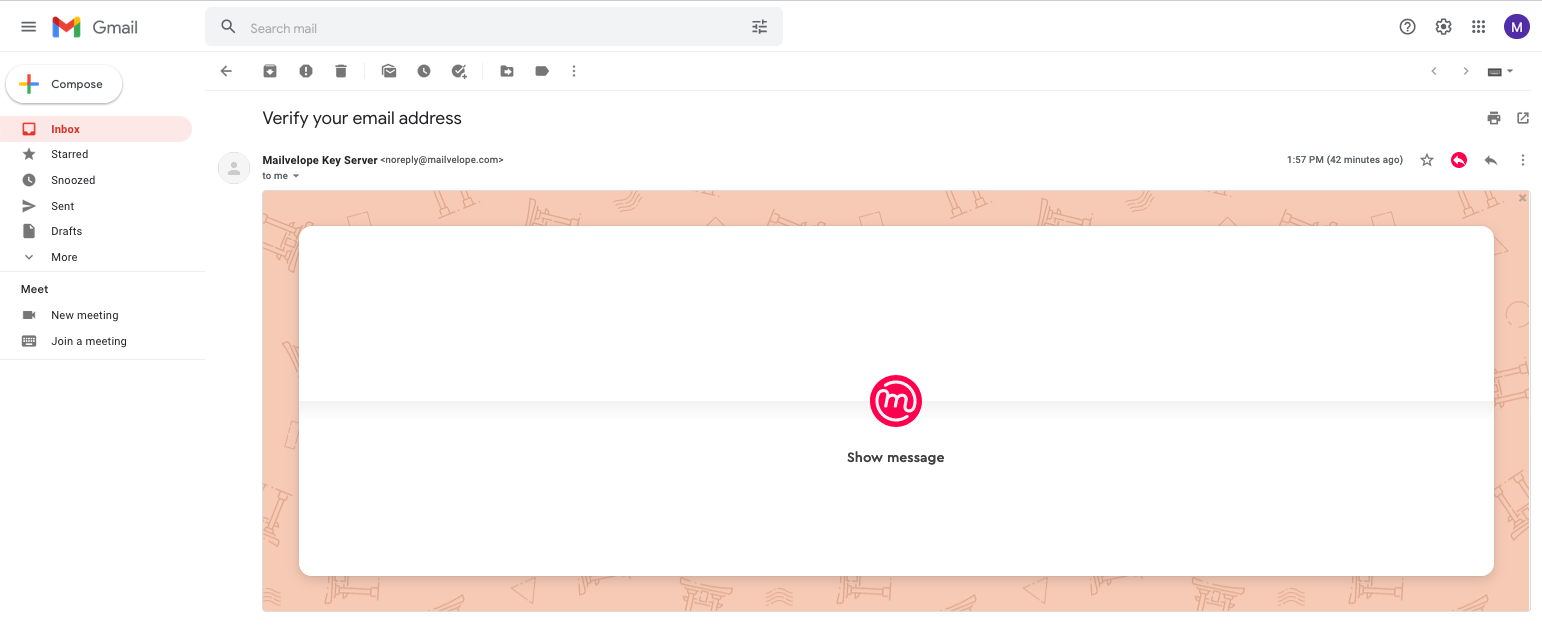 Gmail
Search mail
M
Compose
Inbox
Starred
Snoozed
Sent
Drafts
More
Meet
New meeting
Join a meeting
Verify your email address
Mailvelope Key Server <noreply@mailvelope.com>
1:57 PM (42 minutes ago)
to me
Show message